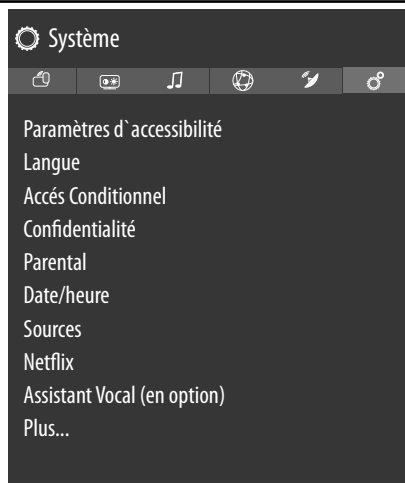 Système
Paramètres d`accessibilité
Langue
Accés Conditionnel
Confidentialité
Parental
Date/heure
Sources
Netflix
Assistant Vocal (en option)
Plus...